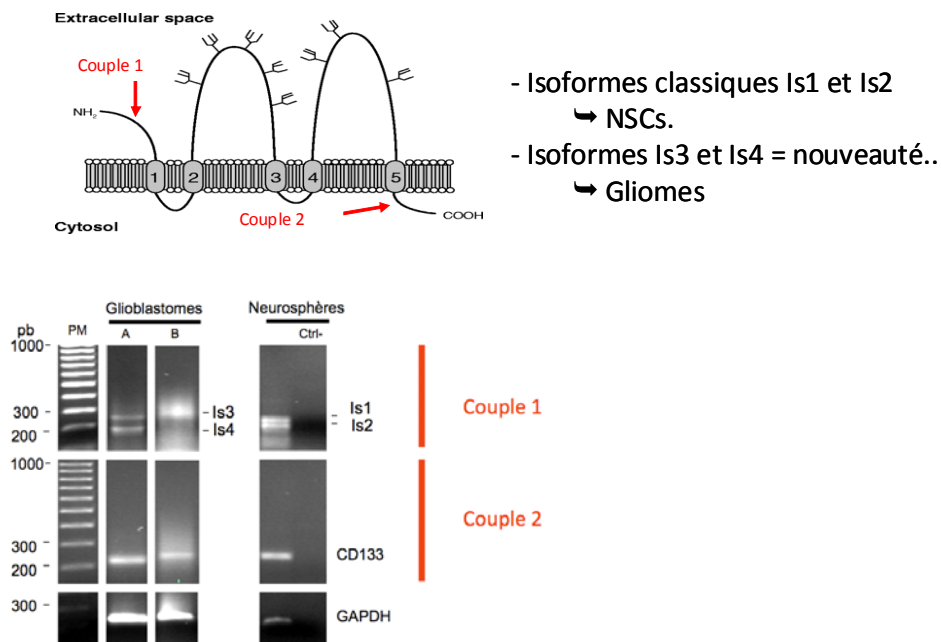 Extracellular space
Couple 1
NH2
1 2 3 4 5
Couple 2
COOH
Cytosol
- Isoformes classiques Is1 et Is2
➥ NSCs.
- Isoformes Is3 et Is4 = nouveauté..
➥ Gliomes
Glioblastomes
Neurosphères
pb PM A B Ctrl-
1000-
300 -
200 -
-Is3
-Is4
Is1
Is2
Couple 1
1000-
300 -
200 -
CD133
Couple 2
300 -
GAPDH